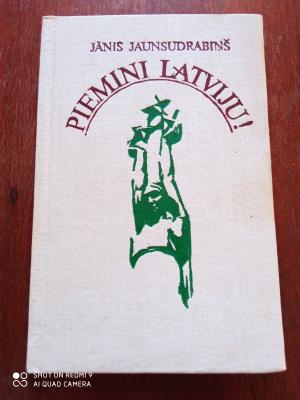 JĀNIS JAUNSUDRABIŅŠ
PIEMINI LATVIJU!
SHOT ON REDMI 9
AI QUAD CAMERA